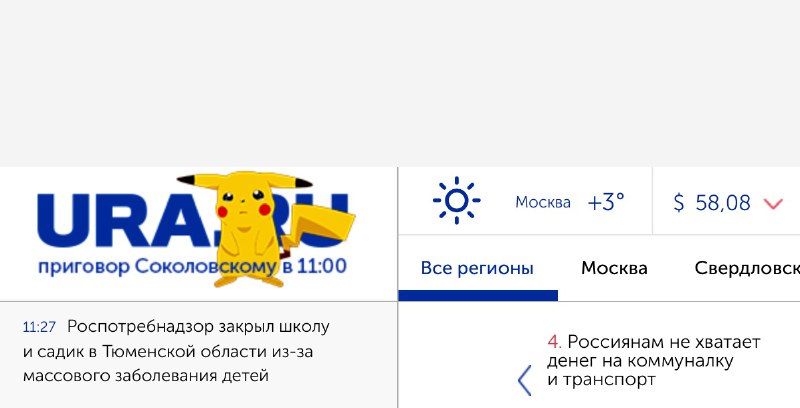 URA.RU
приговор Соколовскому в 11:00
Москва +3° $ 58,08
Все регионы Москва Свердловск
11:27 Роспотребнадзор закрыл школу
и садик в Тюменской области из-за
массового заболевания детей
4. Россиянам не хватает
денег на коммуналку
и транспорт